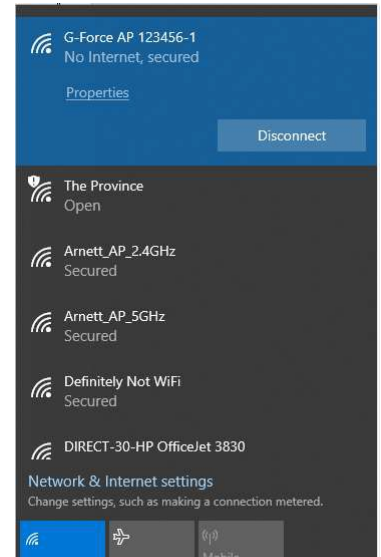 G-Force AP 123456-1
No Internet, secured
Properties
Disconnect
The Province
Open
Arnett_AP_2.4GHz
Secured
Arnett_AP_5GHz
Secured
Definitely Not WiFi
Secured
DIRECT-30-HP OfficeJet 3830
Network & Internet settings
Change settings, such as making a connection metered.
Mobile